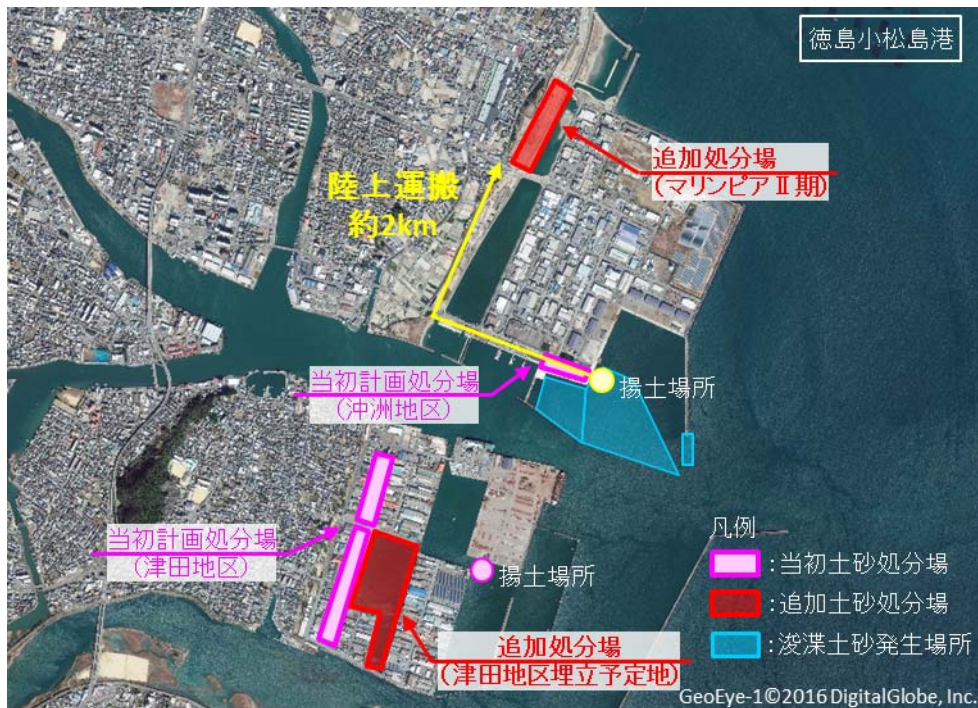 徳島小松島港
追加処分場
(マリンピアⅡ期)
陸上運搬
約2km
当初計画処分場
(沖洲地区)
揚土場所
当初計画処分場
(津田地区)
揚土場所
追加処分場
(津田地区埋立予定地)
凡例
:当初土砂処分場
:追加土砂処分場
:浚渫土砂発生場所
GeoEye-1©2016 DigitalGlobe, Inc.